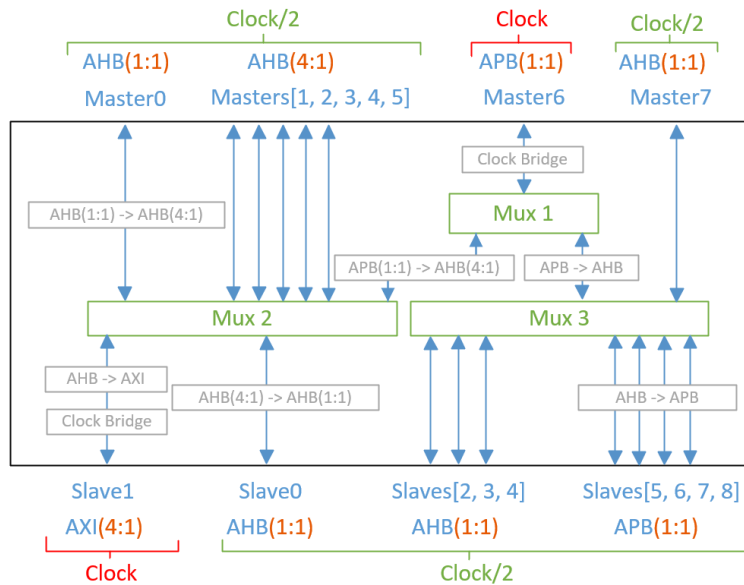 Clock/2
Clock
Clock/2
AHB(1:1)
AHB(4:1)
APB(1:1)
AHB(1:1)
Master0
Masters[1, 2, 3, 4, 5]
Master6
Master7
Clock Bridge
AHB(1:1) -> AHB(4:1)
Mux 1
APB(1:1) -> AHB(4:1)
APB -> AHB
Mux 2
Mux 3
AHB -> AXI
AHB(4:1) -> AHB(1:1)
AHB -> APB
Clock Bridge
Slave1
Slave0
Slaves[2, 3, 4]
Slaves[5, 6, 7, 8]
AXI(4:1)
AHB(1:1)
AHB(1:1)
APB(1:1)
Clock
Clock/2